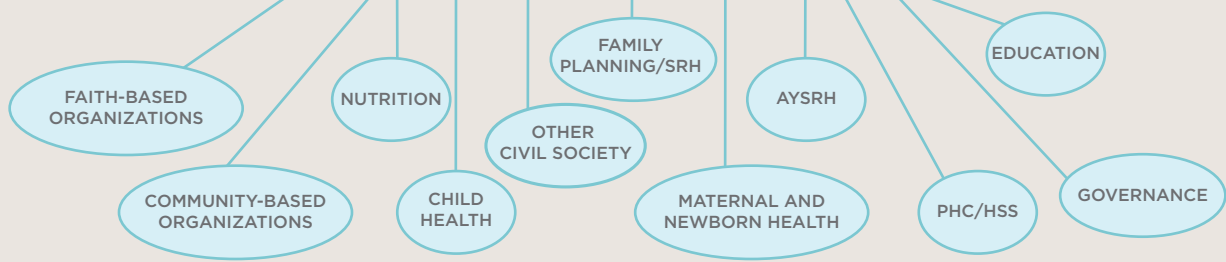 FAITH-BASED
ORGANIZATIONS
COMMUNITY-BASED
ORGANIZATIONS
NUTRITION
CHILD
HEALTH
OTHER
CIVIL SOCIETY
FAMILY
PLANNING/SRH
MATERNAL AND
NEWBORN HEALTH
AYSRH
PHC/HSS
EDUCATION
GOVERNANCE